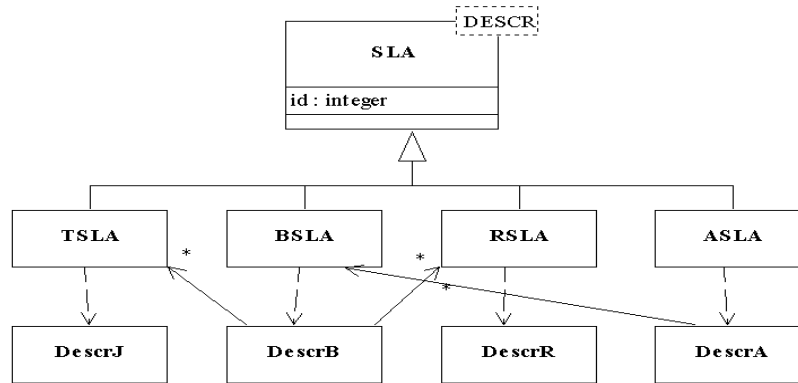 DESCR
SLA
id : integer
TSLA
BSLA
RSLA
ASLA
*
*
*
DescrJ
DescrB
DescrR
DescrA